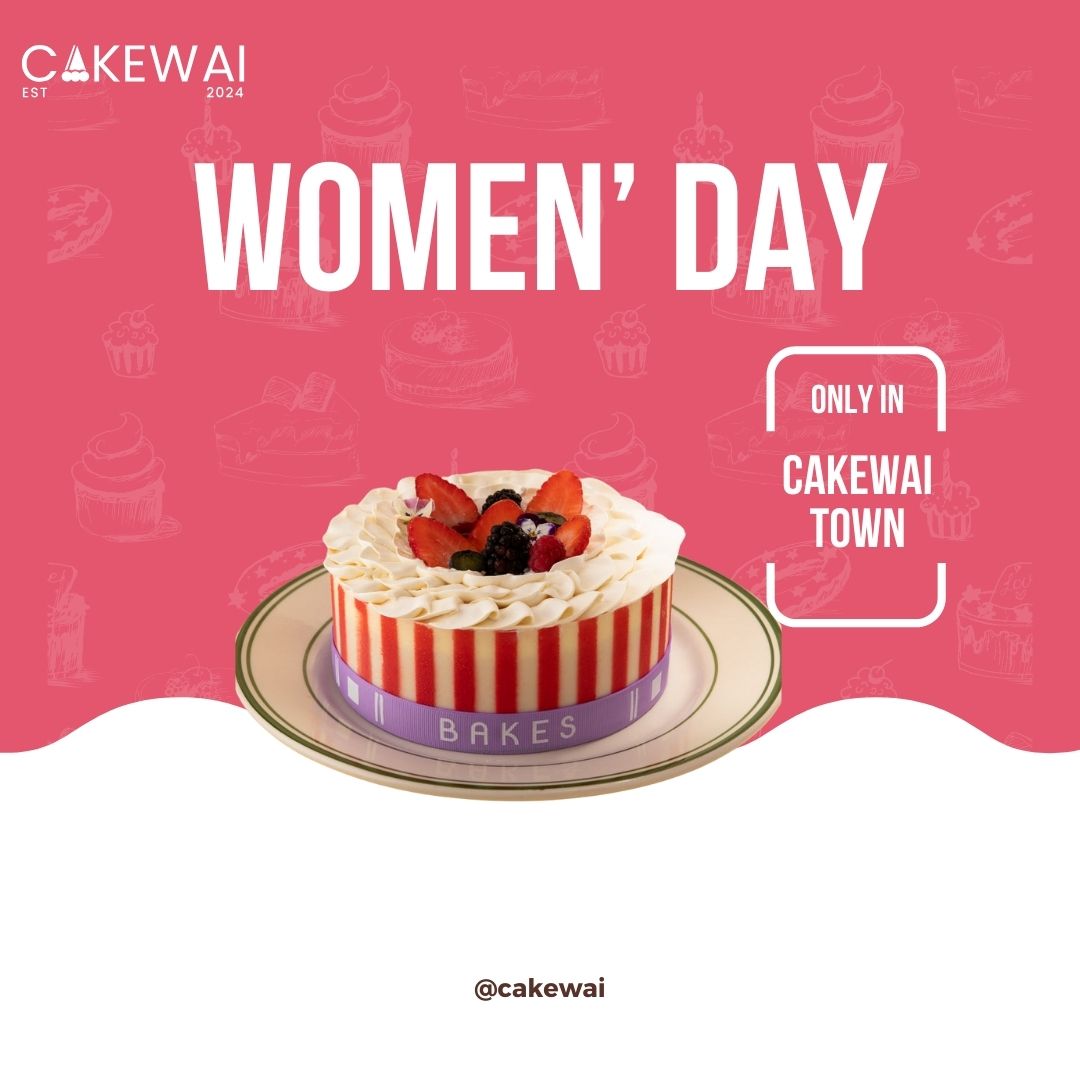 CAKEWAI
EST 2024
WOMEN’ DAY
ONLY IN
CAKEWAI
TOWN
BAKES
@cakewai